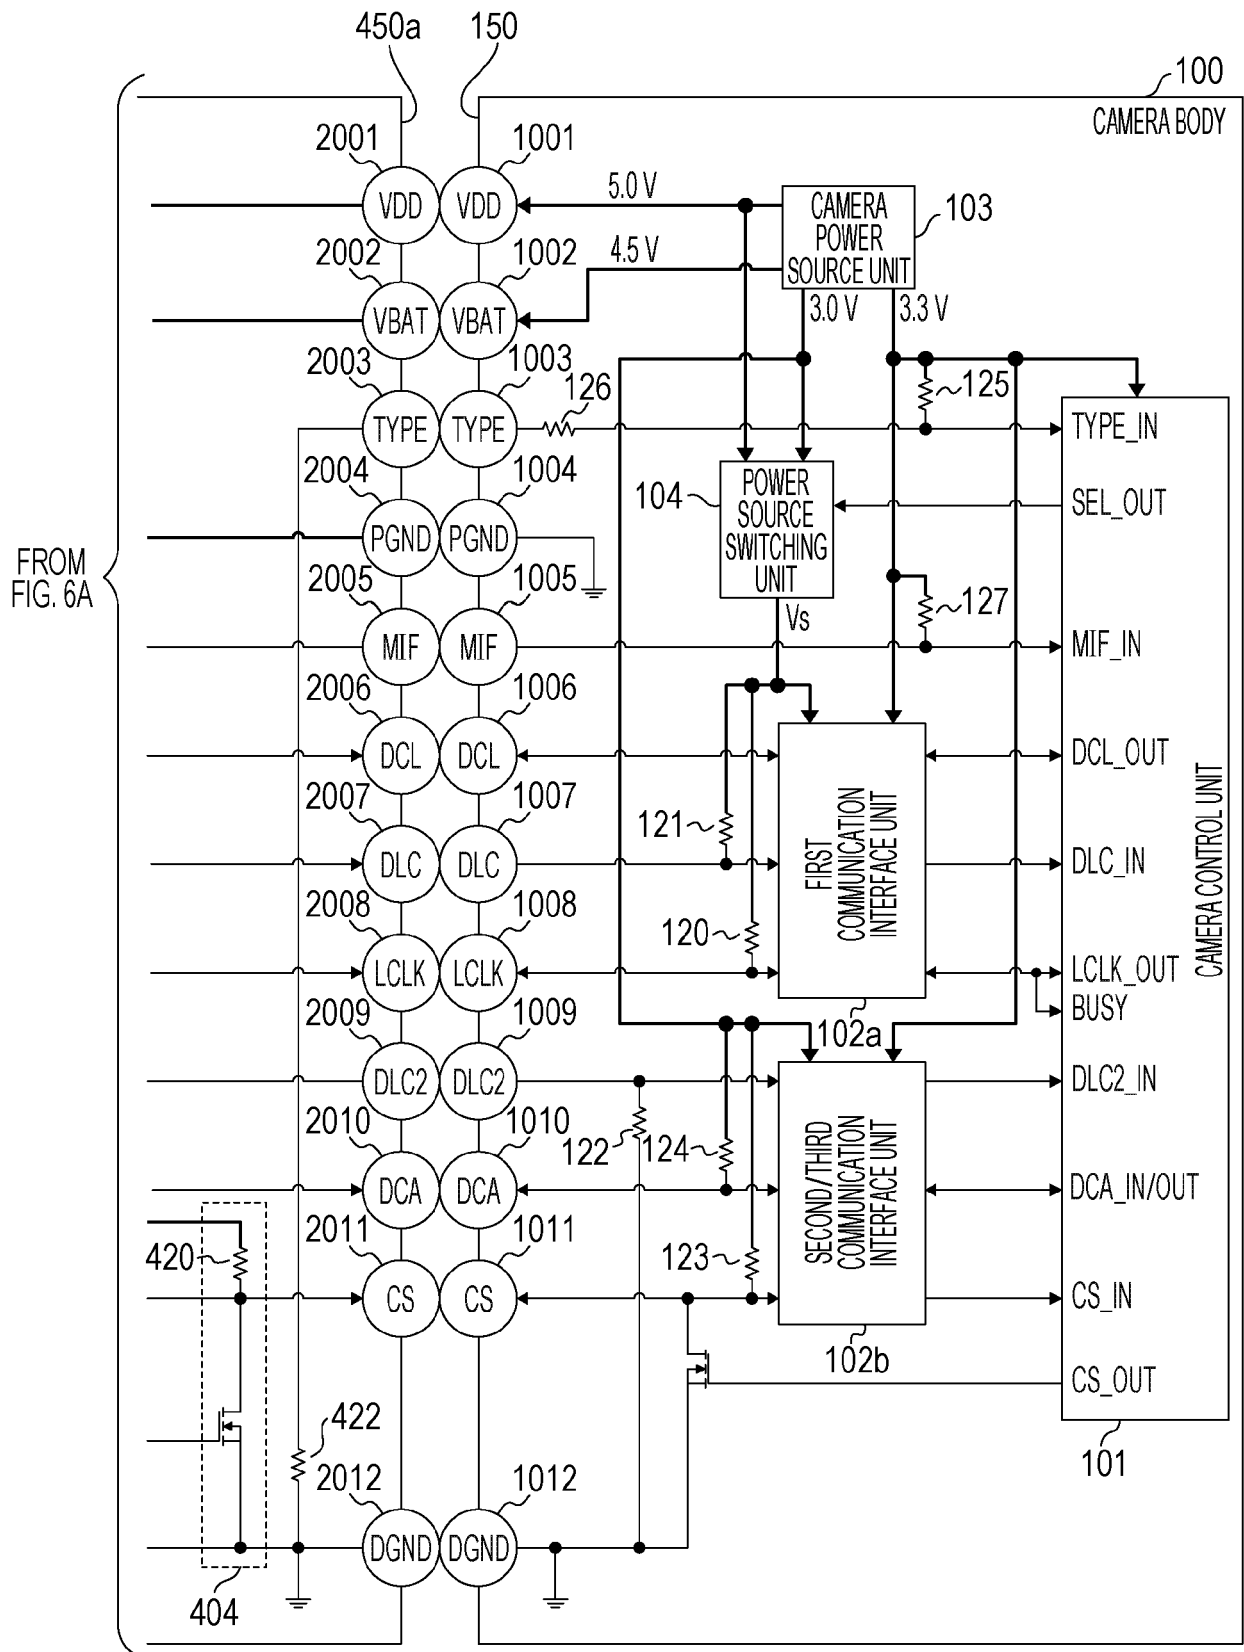 450a
150
100
CAMERA BODY
2001
1001
VDD
VDD
5.0 V
CAMERA
POWER
SOURCE UNIT
103
2002
1002
VBAT
VBAT
4.5 V
3.0 V
3.3 V
2003
1003
TYPE
TYPE
126
125
TYPE_IN
2004
1004
PGND
PGND
104
POWER
SOURCE
SWITCHING
UNIT
SEL_OUT
FROM
FIG. 6A
2005
1005
MIF
MIF
Vs
127
MIF_IN
2006
1006
DCL
DCL
DCL_OUT
2007
1007
DLC
DLC
121
FIRST
COMMUNICATION
INTERFACE UNIT
DLC_IN
CAMERA CONTROL UNIT
2008
1008
LCLK
LCLK
120
LCLK_OUT
BUSY
102a
2009
1009
DLC2
DLC2
DLC2_IN
2010
1010
DCA
DCA
122
124
SECOND/THIRD
COMMUNICATION
INTERFACE UNIT
DCA_IN/OUT
420
2011
1011
CS
CS
123
CS_IN
102b
CS_OUT
101
422
2012
1012
DGND
DGND
404